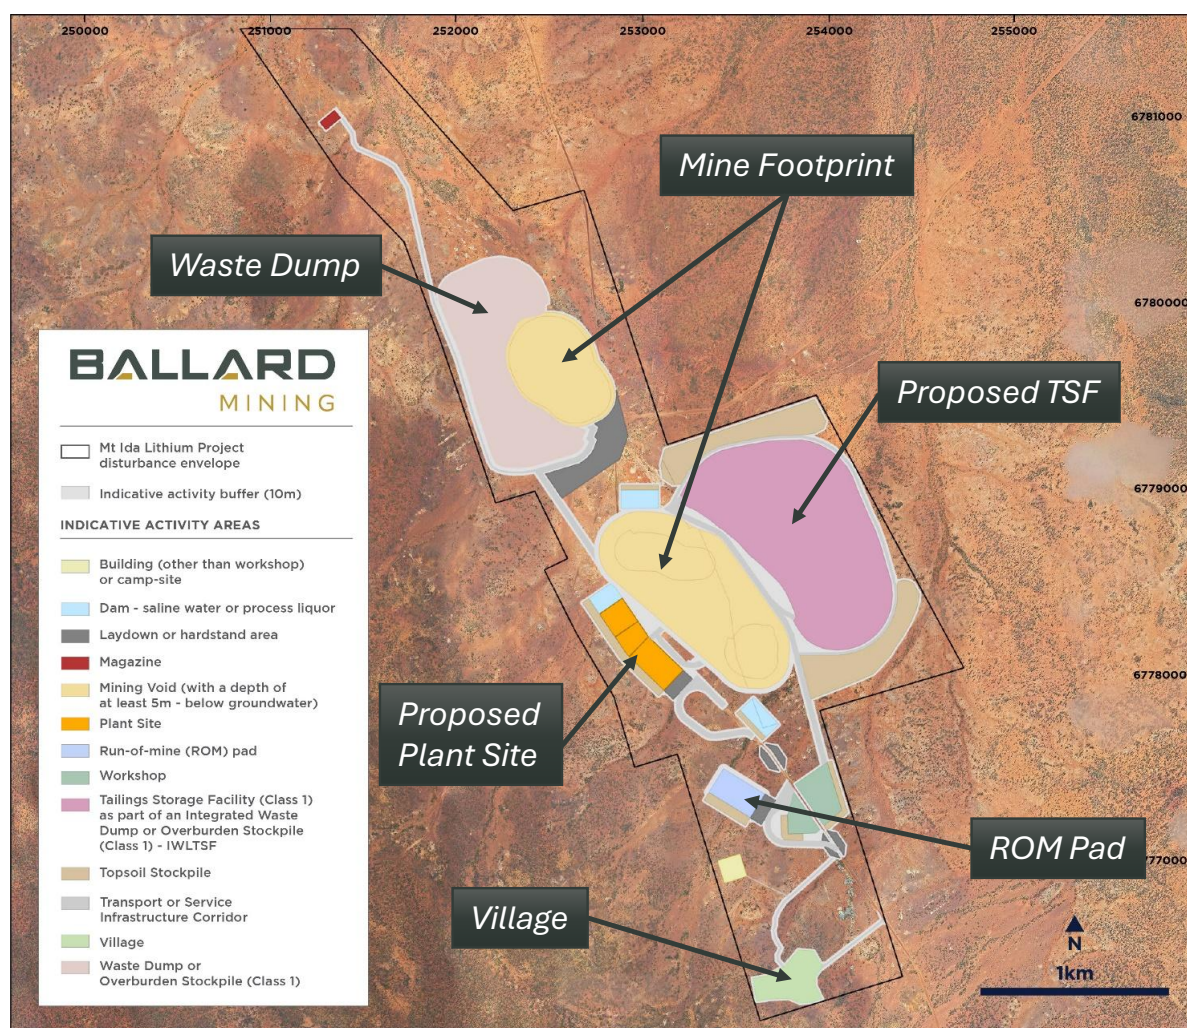 250000
251000
252000
253000
254000
255000
6781000
Mine Footprint
Waste Dump
6780000
Proposed TSF
BALLARD
MINING
Mt Ida Lithium Project
disturbance envelope
Indicative activity buffer (10m)
INDICATIVE ACTIVITY AREAS
Building (other than workshop)
or camp-site
Dam - saline water or process liquor
Laydown or hardstand area
Magazine
Mining Void (with a depth of
at least 5m - below groundwater)
Plant Site
Run-of-mine (ROM) pad
Workshop
Tailings Storage Facility (Class 1)
as part of an Integrated Waste
Dump or Overburden Stockpile
(Class 1) - IWLTSF
Topsoil Stockpile
Transport or Service
Infrastructure Corridor
Village
Waste Dump or
Overburden Stockpile (Class 1)
6779000
6778000
Proposed
Plant Site
ROM Pad
6777000
Village
N
1km